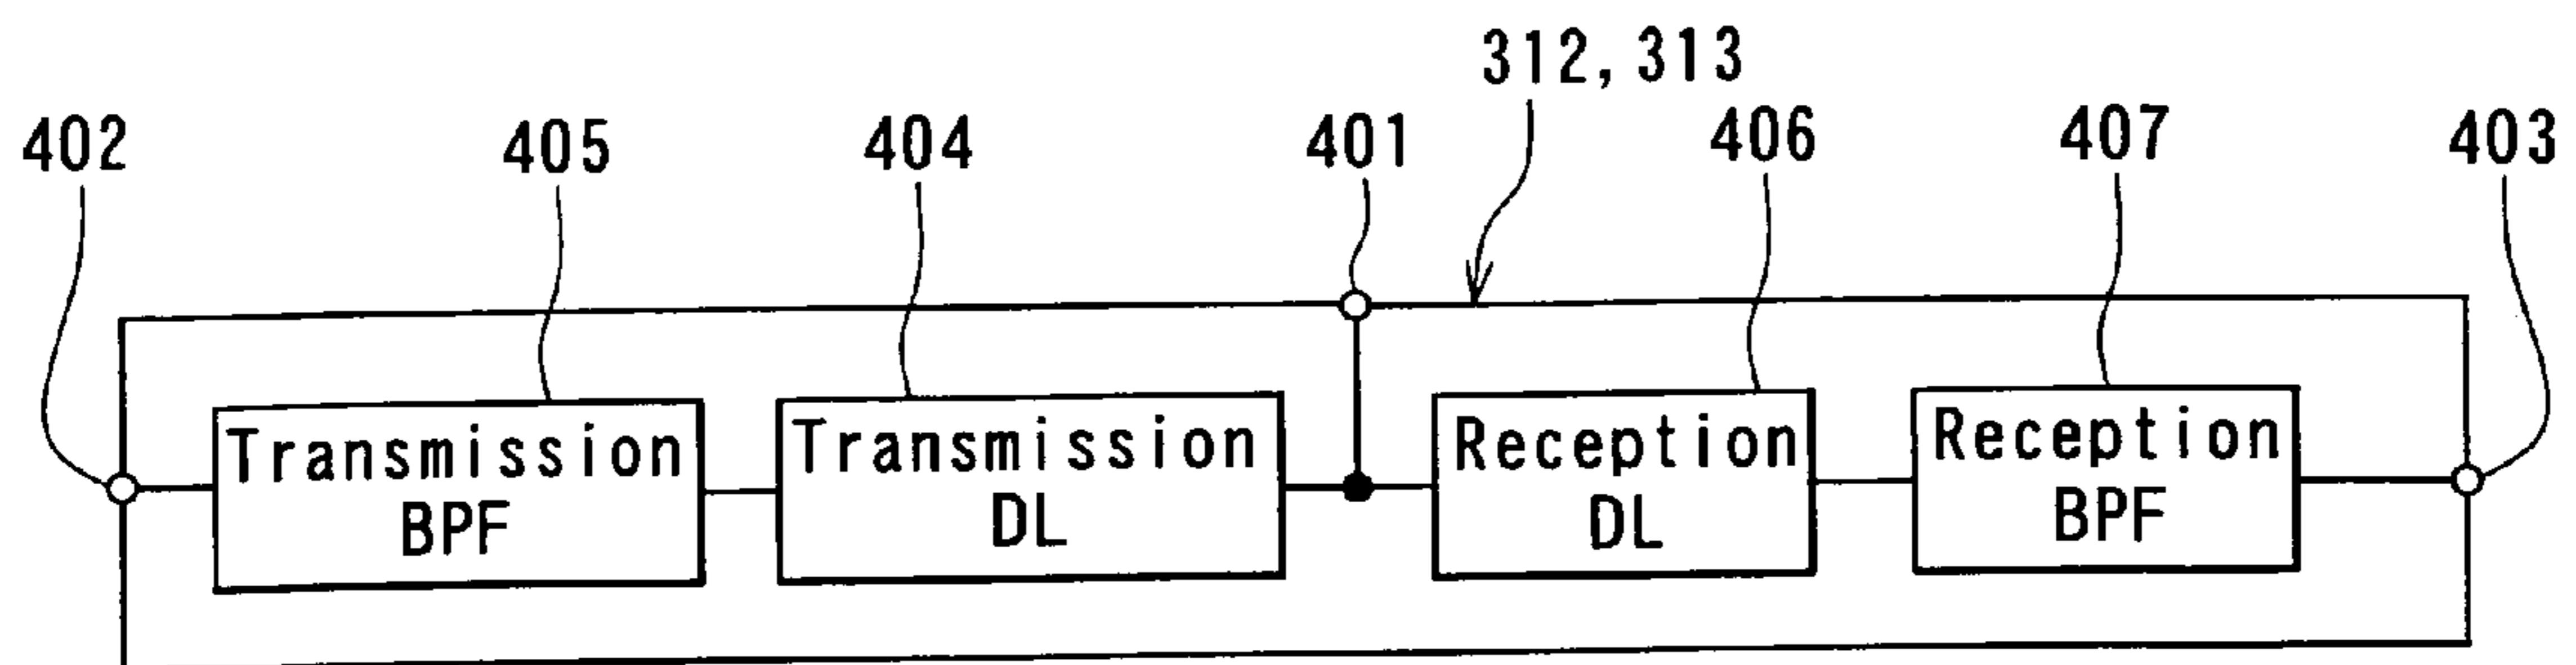 312, 313
402
405
404
401
406
407
403
Transmission
BPF
Transmission
DL
Reception
DL
Reception
BPF